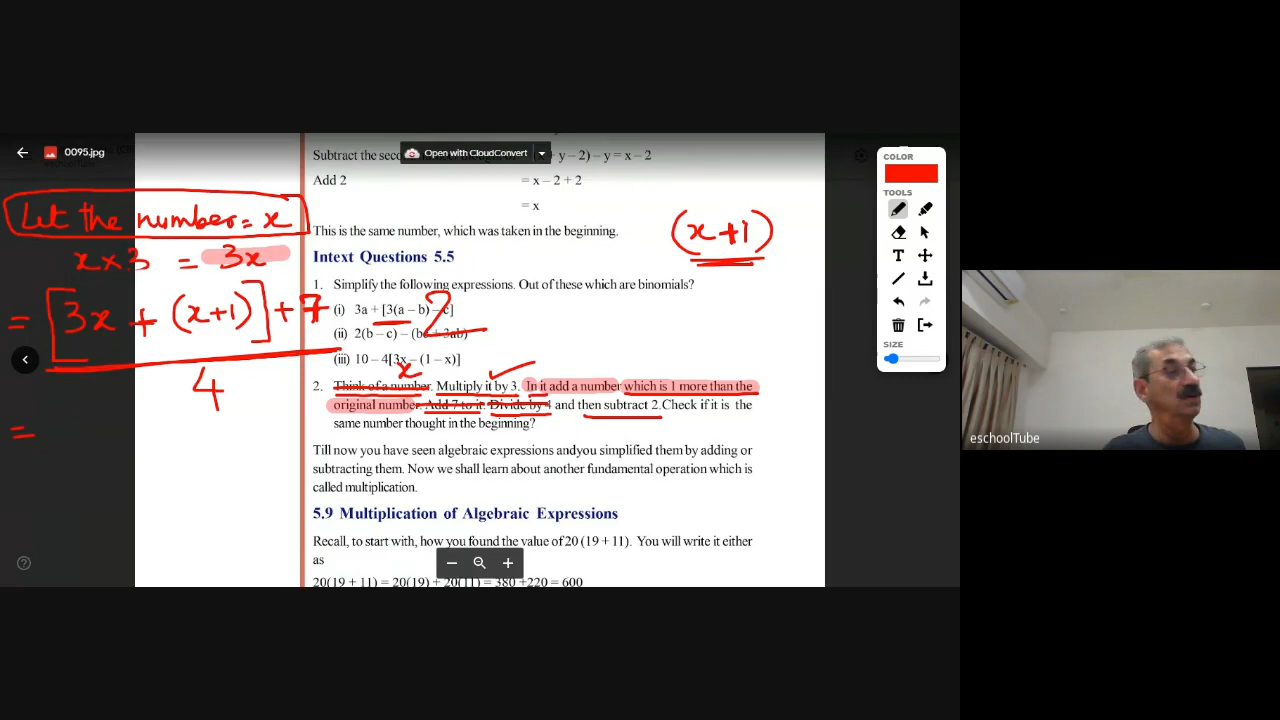 0095.jpg
Open with CloudConvert
COLOR
TOOLS
SIZE
eschoolTube
Subtract the + y – 2) – y = x – 2
Add 2 = x – 2 + 2
= x
This is the same number, which was taken in the beginning.
Intext Questions 5.5
1. Simplify the following expressions. Out of these which are binomials?
(i) 3a + [3(a – b) – c]
(ii) 2(b – c) – (bc + 3ab)
(iii) 10 – 4[3x – (1 – x)]
2. Think of a number. Multiply it by 3. In it add a number which is 1 more than the
original number. Add 7 to it. Divide by 4 and then subtract 2.Check if it is the
same number thought in the beginning?
Till now you have seen algebraic expressions andyou simplified them by adding or
subtracting them. Now we shall learn about another fundamental operation which is
called multiplication.
5.9 Multiplication of Algebraic Expressions
Recall, to start with, how you found the value of 20 (19 + 11). You will write it either
as
20(19 + 11) = 20(19) + 20(11) = 380 +220 = 600
Let the number = x
x × 3 = 3x
= [3x + (x+1)] + 7
4
=
– 2
x
(x+1)